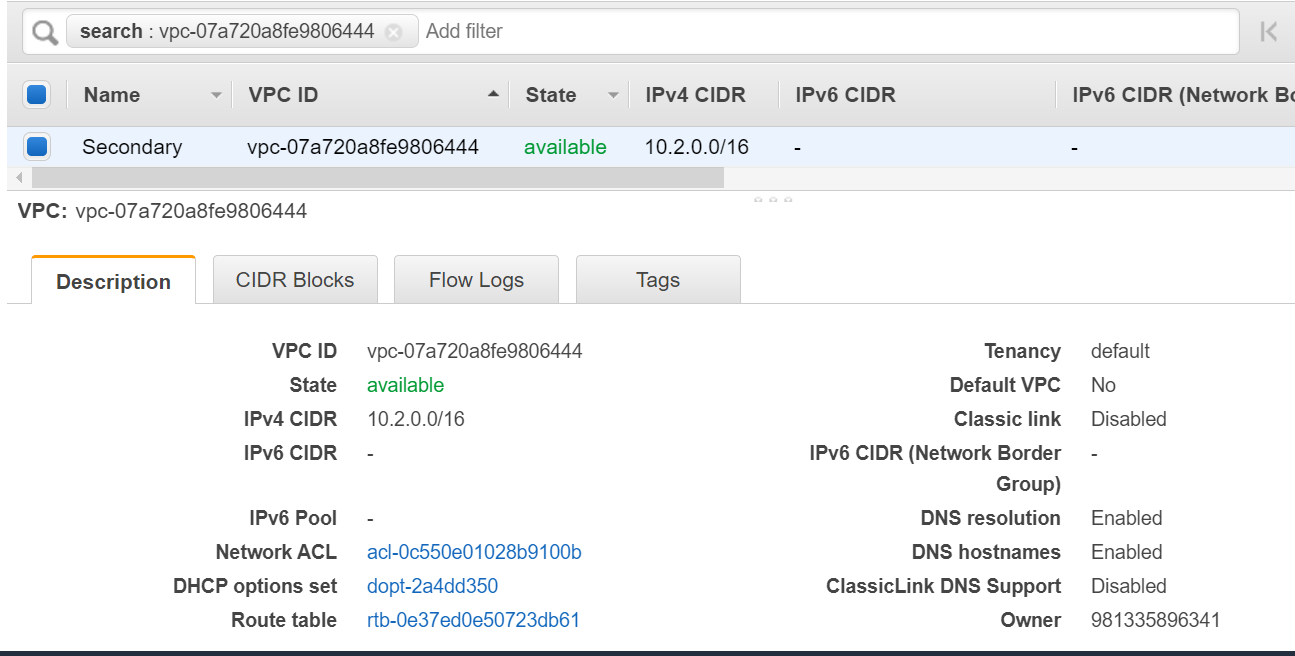 search : vpc-07a720a8fe9806444 Add filter
Name VPC ID State IPv4 CIDR IPv6 CIDR IPv6 CIDR (Network
Secondary vpc-07a720a8fe9806444 available 10.2.0.0/16 - -
VPC: vpc-07a720a8fe9806444
Description CIDR Blocks Flow Logs Tags
VPC ID vpc-07a720a8fe9806444 Tenancy default
State available Default VPC No
IPv4 CIDR 10.2.0.0/16 Classic link Disabled
IPv6 CIDR - IPv6 CIDR (Network Border -
Group)
IPv6 Pool - DNS resolution Enabled
Network ACL acl-0c550e01028b9100b DNS hostnames Enabled
DHCP options set dopt-2a4dd350 ClassicLink DNS Support Disabled
Route table rtb-0e37ed0e50723db61 Owner 981335896341